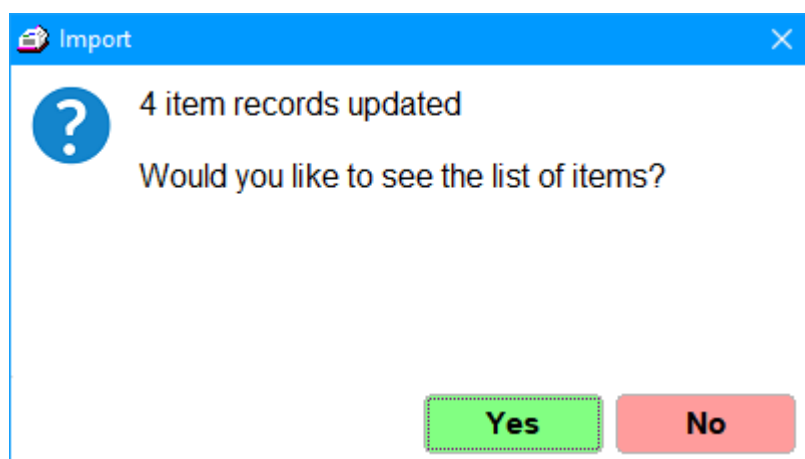 Import
4 item records updated
Would you like to see the list of items?
Yes
No